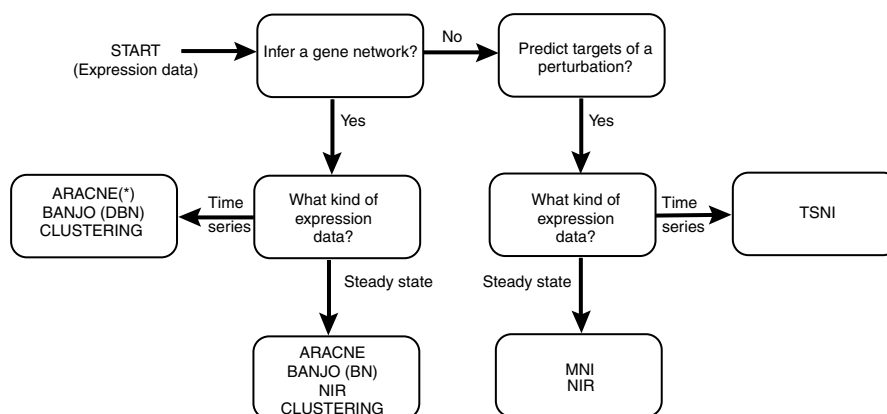 START
(Expression data)
Infer a gene network?
No
Predict targets of a
perturbation?
Yes
Yes
ARACNE(*)
BANJO (DBN)
CLUSTERING
Time
series
What kind of
expression
data?
What kind of
expression
data?
Time
series
TSNI
Steady state
Steady state
ARACNE
BANJO (BN)
NIR
CLUSTERING
MNI
NIR